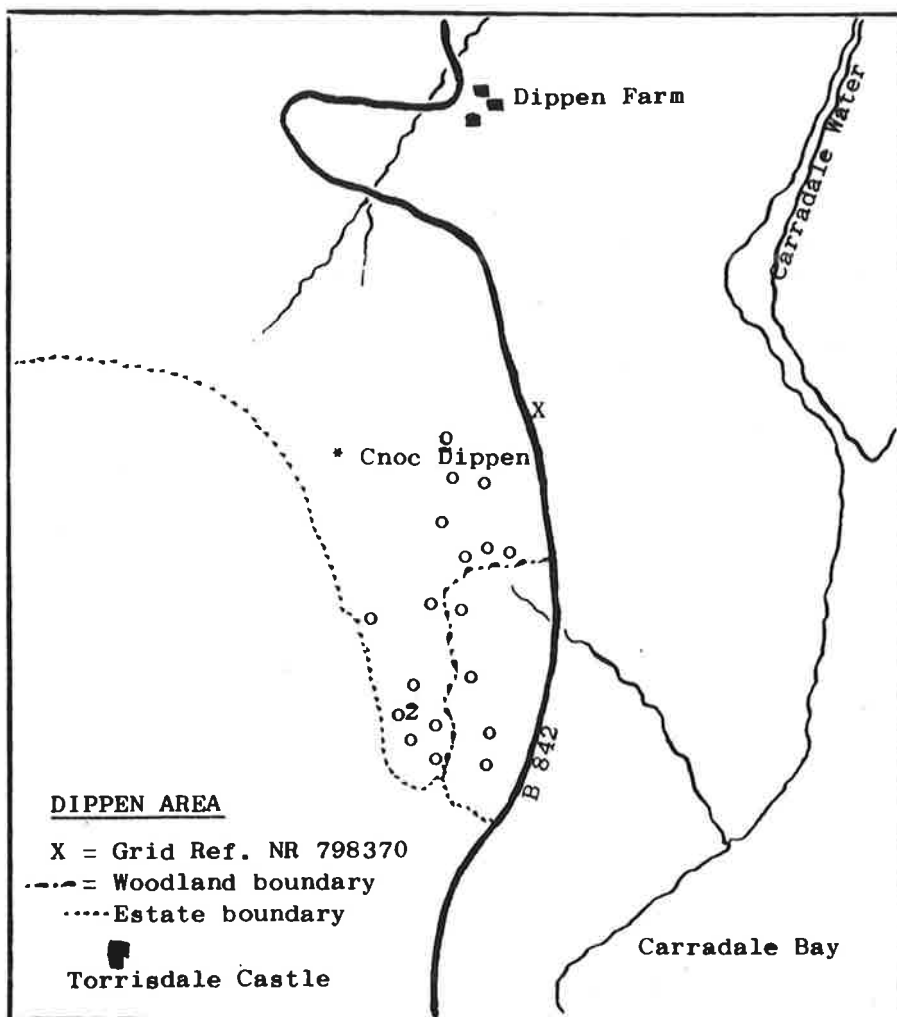 Dippen Farm
Carradale Water
X
* Cnoc Dippen
2
B 842
DIPPEN AREA
X = Grid Ref. NR 798370
= Woodland boundary
Estate boundary
Torrisdale Castle
Carradale Bay